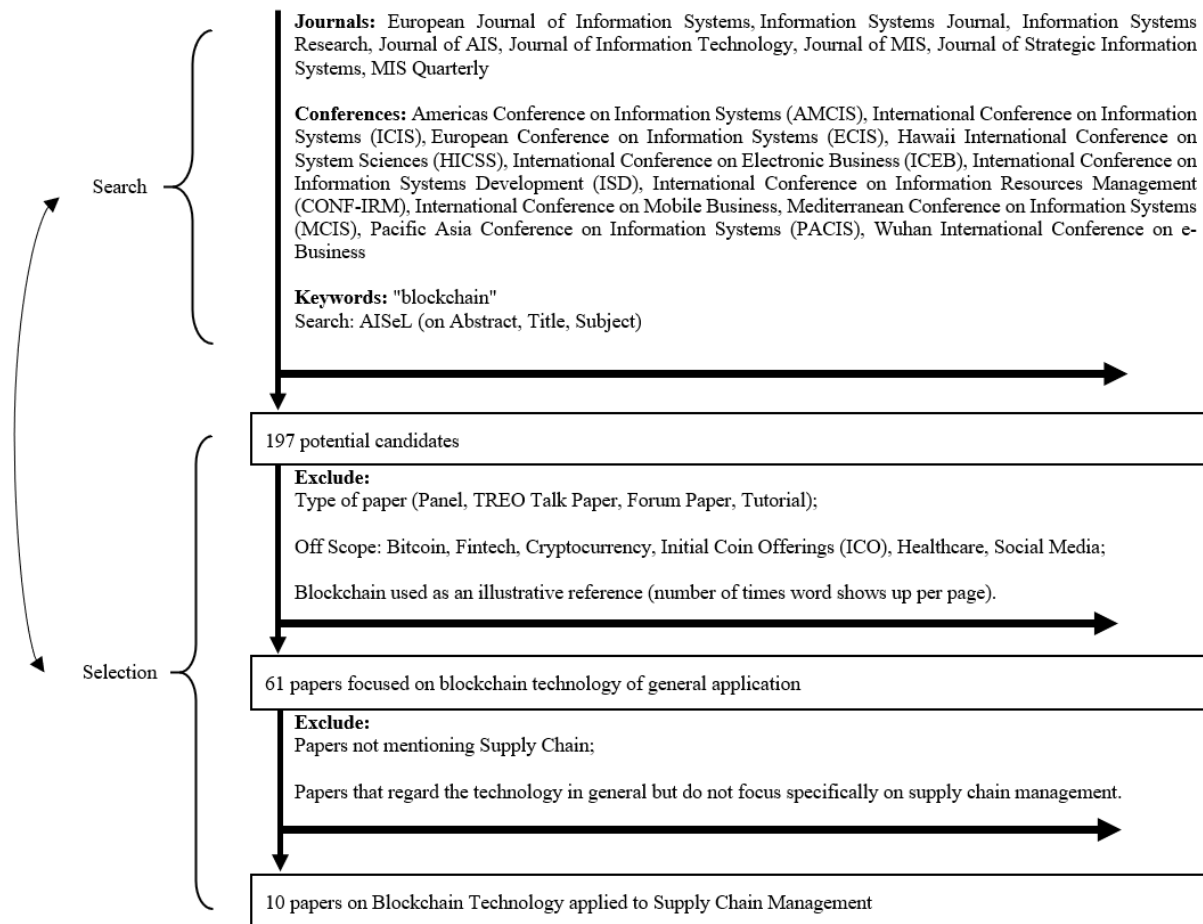 Journals: European Journal of Information Systems, Information Systems Journal, Information Systems
Research, Journal of AIS, Journal of Information Technology, Journal of MIS, Journal of Strategic Information
Systems, MIS Quarterly
Conferences: Americas Conference on Information Systems (AMCIS), International Conference on Information
Systems (ICIS), European Conference on Information Systems (ECIS), Hawaii International Conference on
System Sciences (HICSS), International Conference on Electronic Business (ICEB), International Conference on
Information Systems Development (ISD), International Conference on Information Resources Management
(CONF-IRM), International Conference on Mobile Business, Mediterranean Conference on Information Systems
(MCIS), Pacific Asia Conference on Information Systems (PACIS), Wuhan International Conference on e-
Business
Search
Keywords: "blockchain"
Search: AISeL (on Abstract, Title, Subject)
197 potential candidates
Exclude:
Type of paper (Panel, TREO Talk Paper, Forum Paper, Tutorial);
Off Scope: Bitcoin, Fintech, Cryptocurrency, Initial Coin Offerings (ICO), Healthcare, Social Media;
Blockchain used as an illustrative reference (number of times word shows up per page).
Selection
61 papers focused on blockchain technology of general application
Exclude:
Papers not mentioning Supply Chain;
Papers that regard the technology in general but do not focus specifically on supply chain management.
10 papers on Blockchain Technology applied to Supply Chain Management